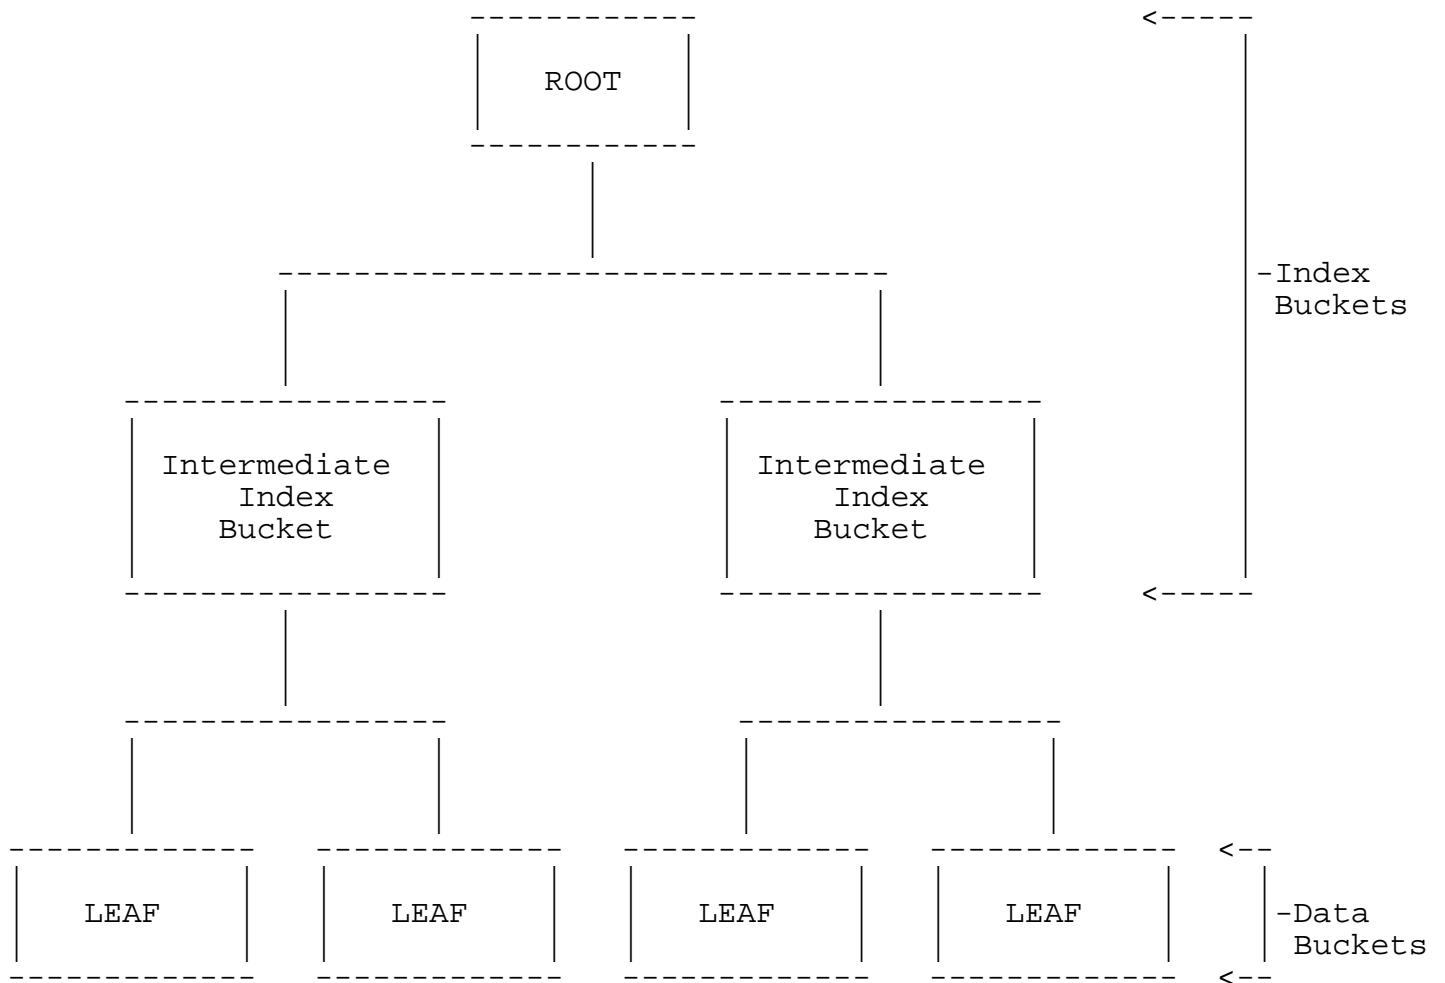 ROOT
-Index
Buckets
Intermediate
Index
Bucket
Intermediate
Index
Bucket
LEAF
LEAF
LEAF
LEAF
-Data
Buckets